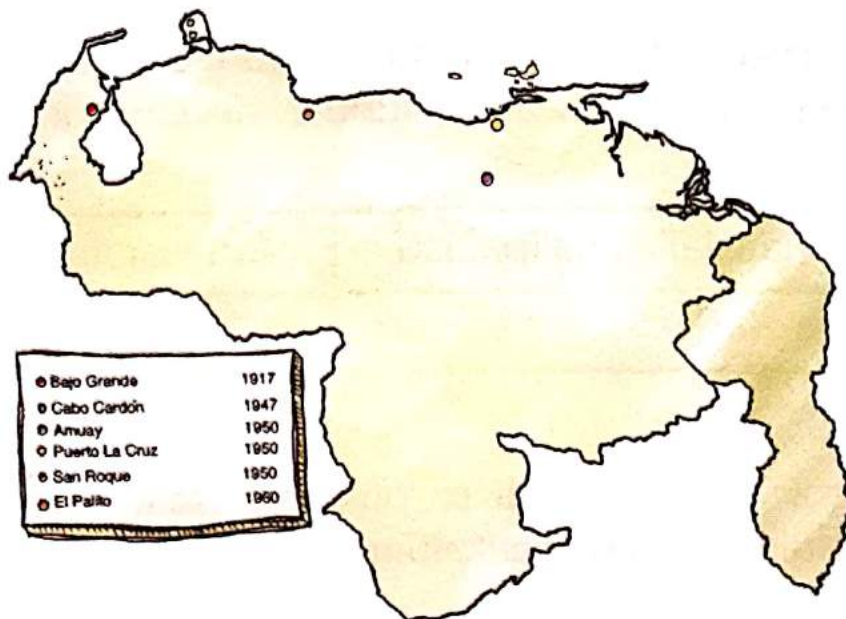 Bajo Grande 1917
Cabo Cardón 1947
Amuay 1950
Puerto La Cruz 1950
San Roque 1950
El Palito 1960